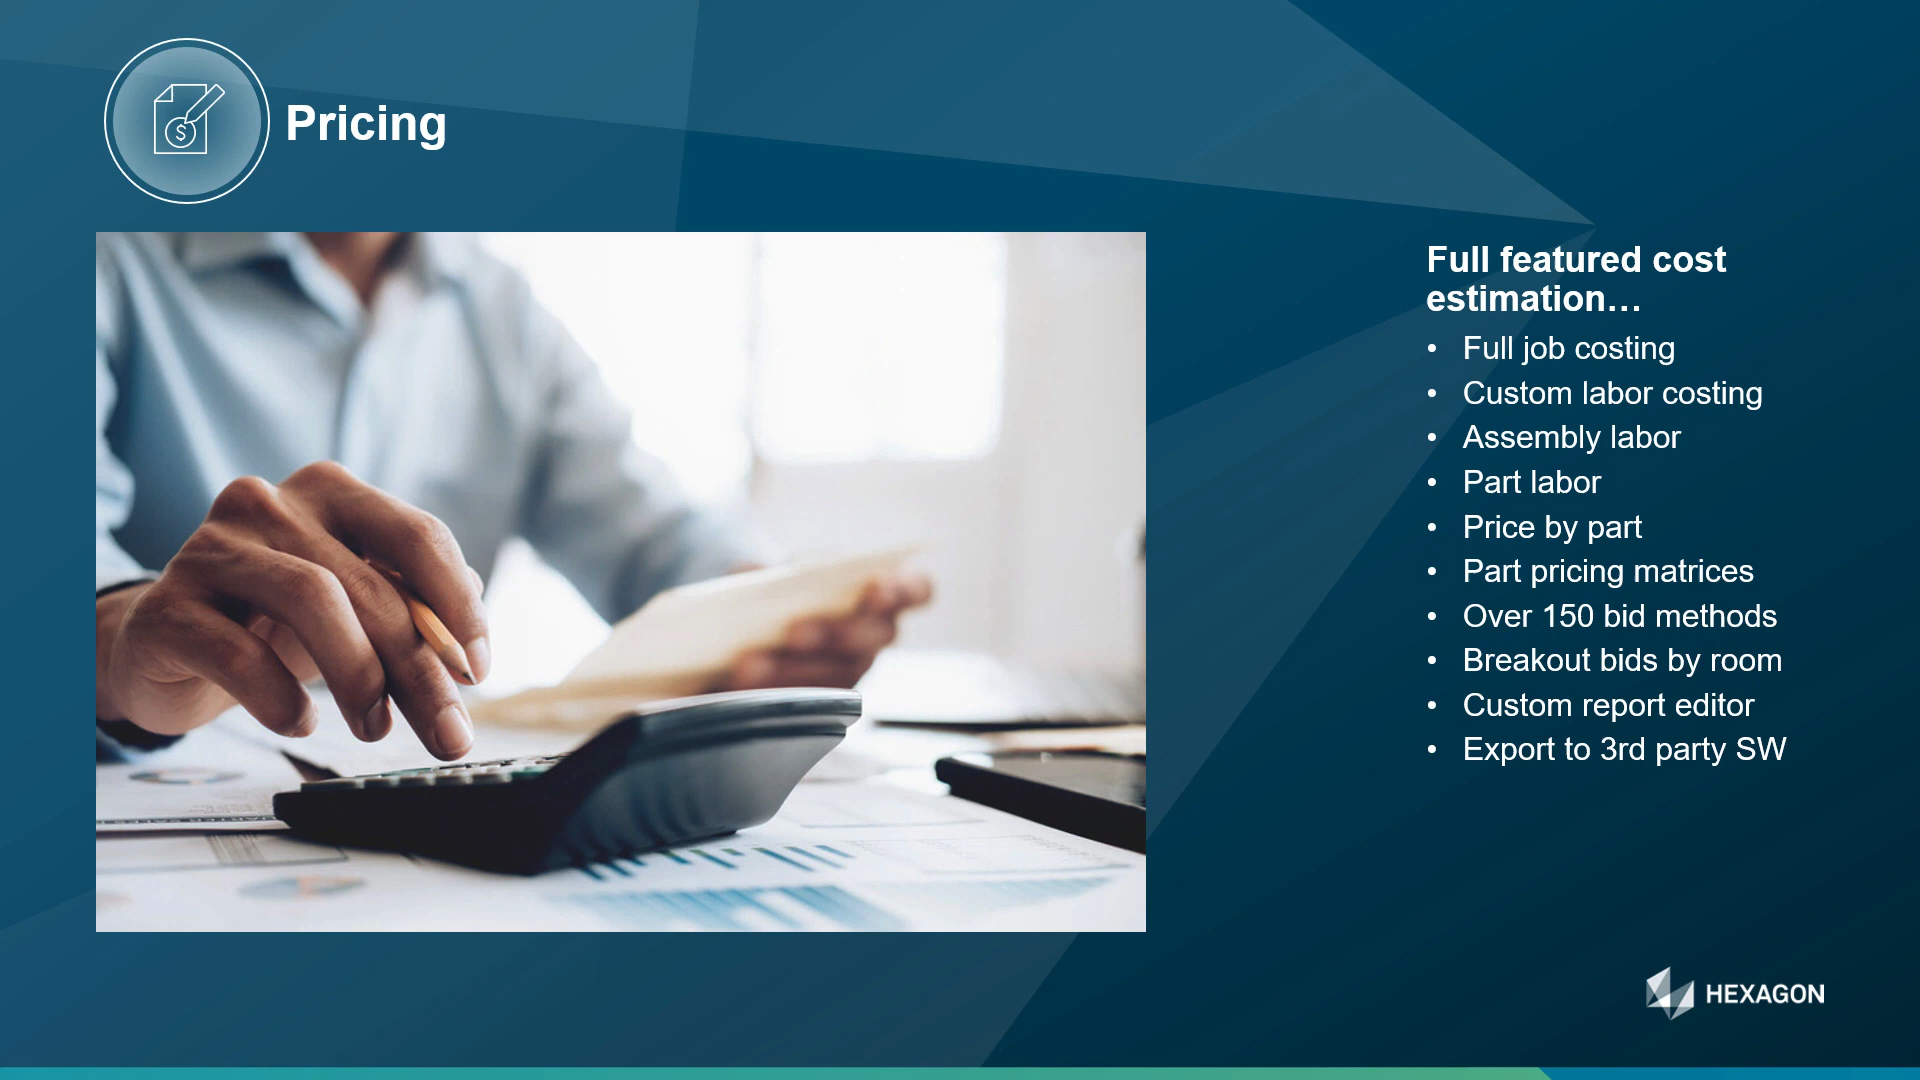 $
Pricing
Full featured cost
estimation…
• Full job costing
• Custom labor costing
• Assembly labor
• Part labor
• Price by part
• Part pricing matrices
• Over 150 bid methods
• Breakout bids by room
• Custom report editor
• Export to 3rd party SW
HEXAGON